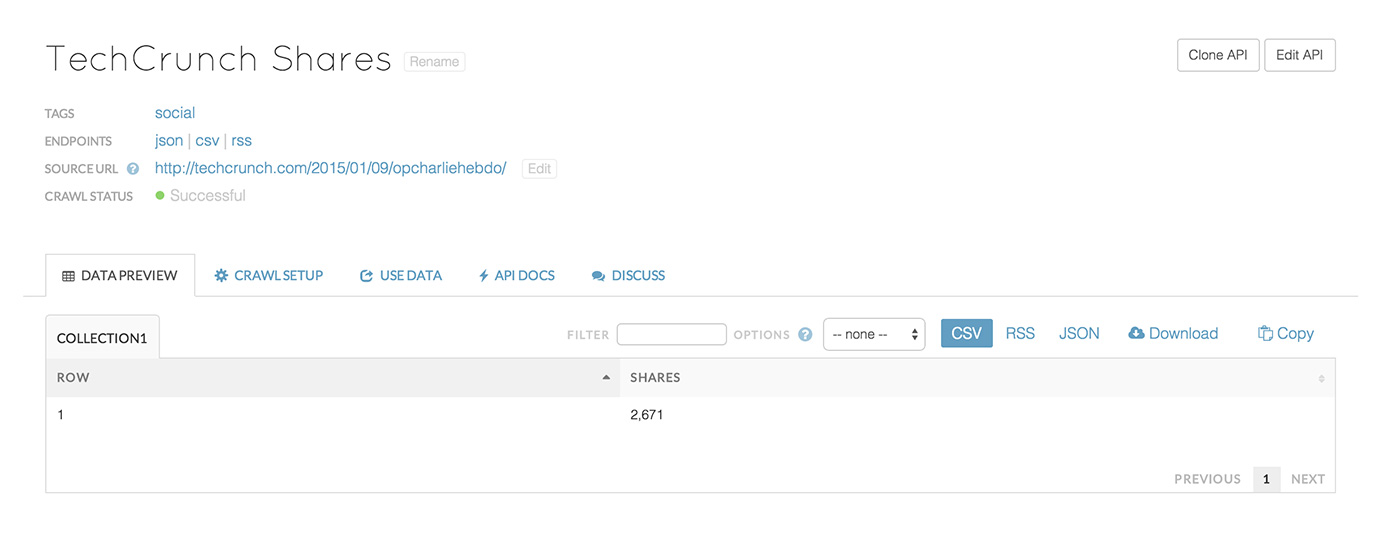 TechCrunch Shares Rename Clone API Edit API
TAGS social
ENDPOINTS json | csv | rss
SOURCE URL ? http://techcrunch.com/2015/01/09/opcharliehebdo/ Edit
CRAWL STATUS Successful
DATA PREVIEW CRAWL SETUP USE DATA API DOCS DISCUSS
COLLECTION1 FILTER OPTIONS ? -- none -- CSV RSS JSON Download Copy
ROW SHARES
1 2,671
PREVIOUS 1 NEXT